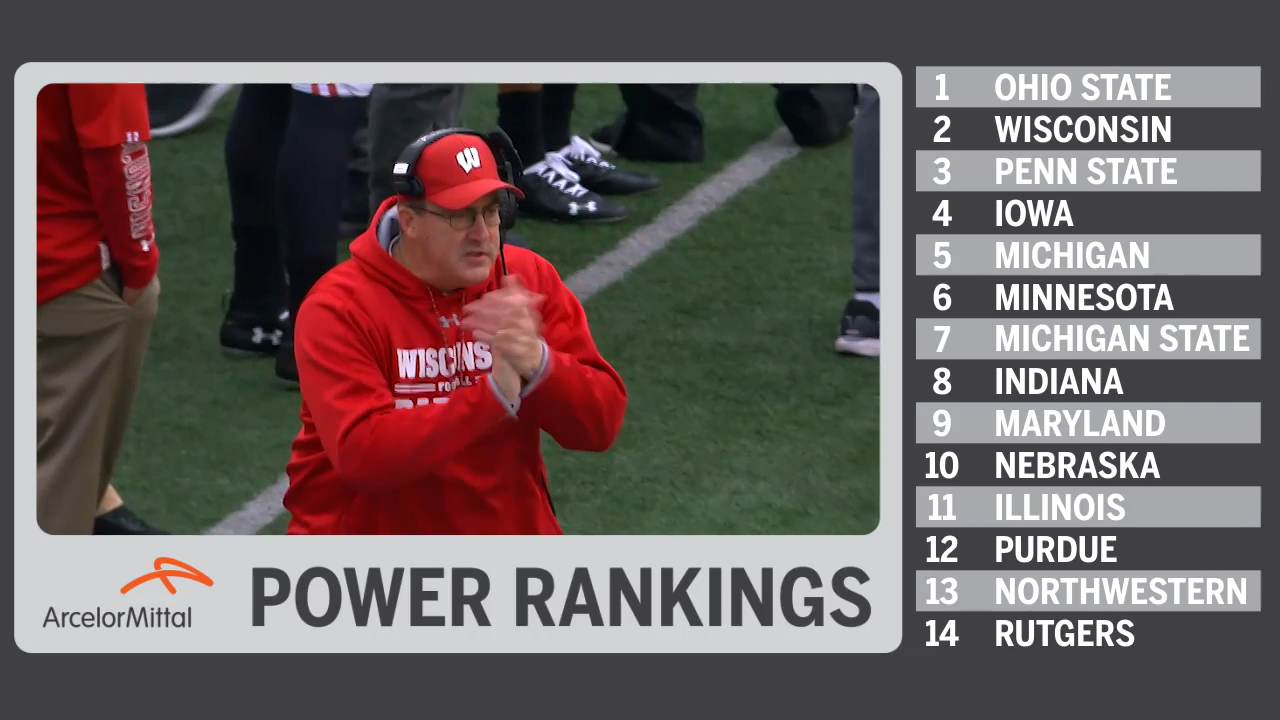 W
WISCONSIN
ArcelorMittal
POWER RANKINGS
1 OHIO STATE
2 WISCONSIN
3 PENN STATE
4 IOWA
5 MICHIGAN
6 MINNESOTA
7 MICHIGAN STATE
8 INDIANA
9 MARYLAND
10 NEBRASKA
11 ILLINOIS
12 PURDUE
13 NORTHWESTERN
14 RUTGERS